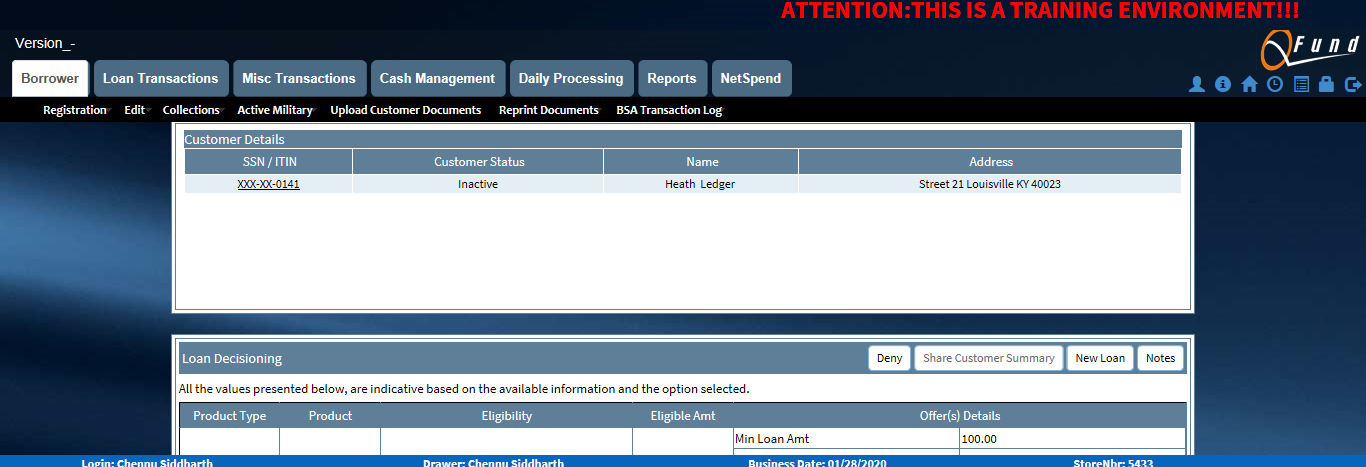 ATTENTION:THIS IS A TRAINING ENVIRONMENT!!!
Version_-
QFund
Borrower Loan Transactions Misc Transactions Cash Management Daily Processing Reports NetSpend
Registration Edit Collections Active Military Upload Customer Documents Reprint Documents BSA Transaction Log
Customer Details
SSN / ITIN Customer Status Name Address
XXX-XX-0141 Inactive Heath Ledger Street 21 Louisville KY 40023
Loan Decisioning Deny Share Customer Summary New Loan Notes
All the values presented below, are indicative based on the available information and the option selected.
Product Type Product Eligibility Eligible Amt Offer(s) Details
Min Loan Amt 100.00
Login: Chennu Siddharth Drawer: Chennu Siddharth Business Date: 01/28/2020 StoreNbr: 5433